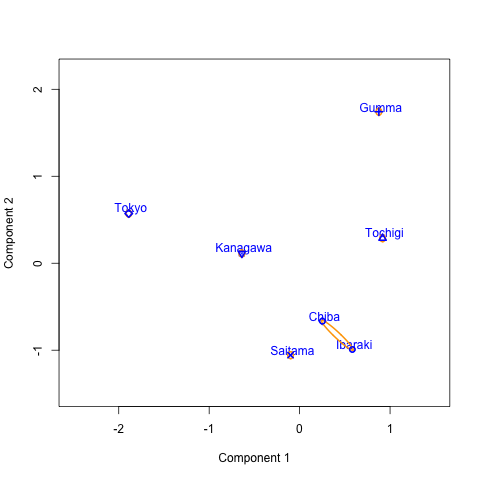 2
Gumma
1
Tokyo
Tochigi
Kanagawa
0
Component 2
Chiba
Ibaraki
Saitama
-1
-2 -1 0 1
Component 1